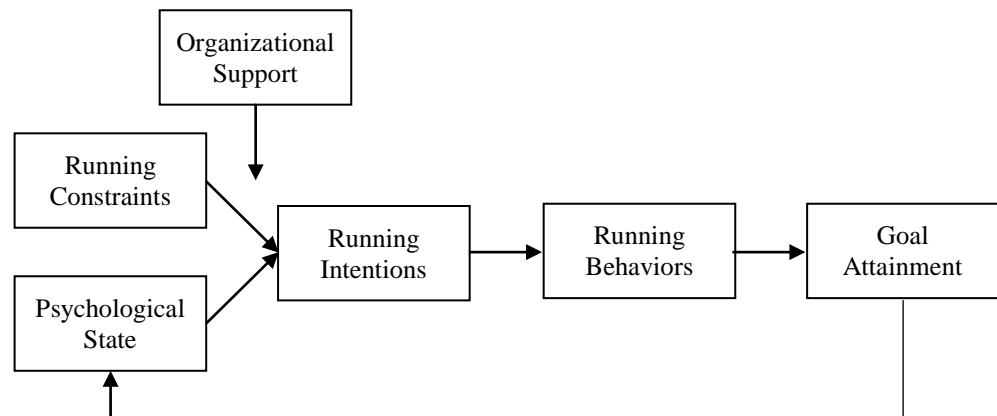 Organizational
Support
Running
Constraints
Psychological
State
Running
Intentions
Running
Behaviors
Goal
Attainment